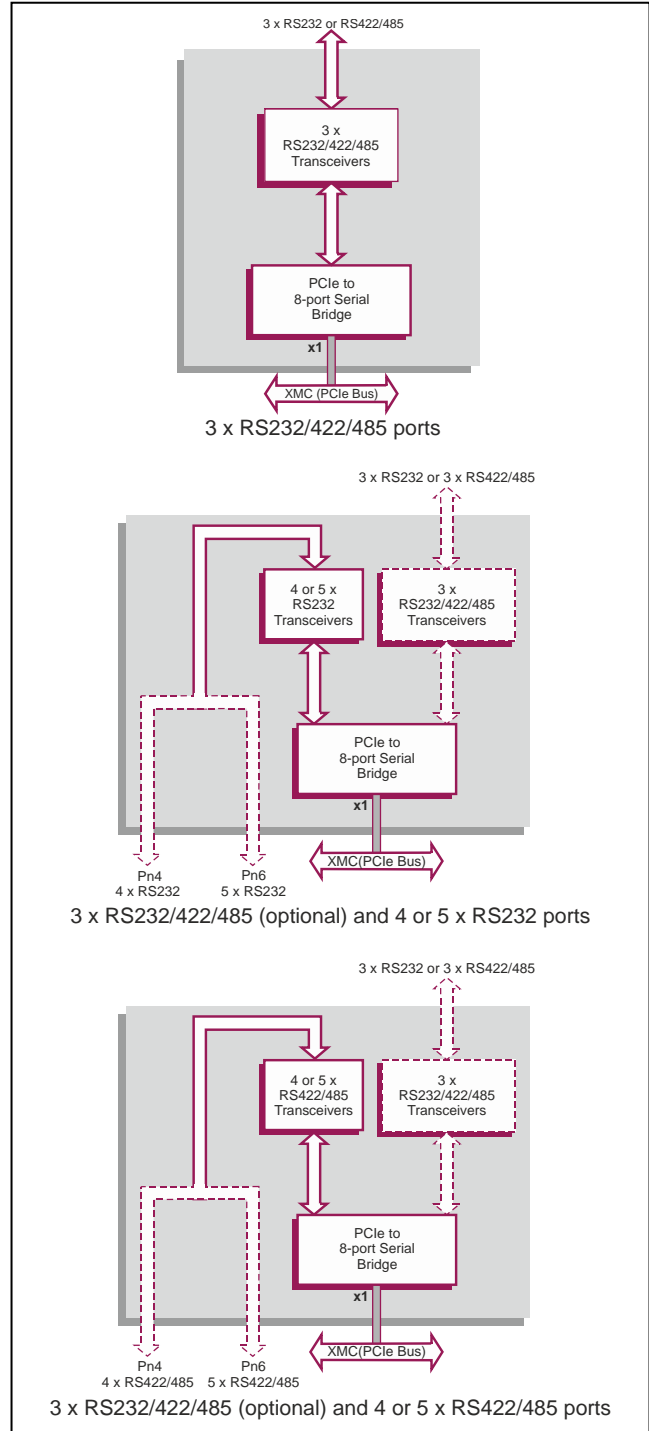 3 x RS232 or RS422/485
3 x
RS232/422/485
Transceivers
PCIe to
8-port Serial
Bridge
x1
XMC (PCIe Bus)
3 x RS232/422/485 ports
3 x RS232 or 3 x RS422/485
4 or 5 x
RS232
Transceivers
3 x
RS232/422/485
Transceivers
PCIe to
8-port Serial
Bridge
x1
XMC(PCIe Bus)
Pn4
4 x RS232
Pn6
5 x RS232
3 x RS232/422/485 (optional) and 4 or 5 x RS232 ports
3 x RS232 or 3 x RS422/485
4 or 5 x
RS422/485
Transceivers
3 x
RS232/422/485
Transceivers
PCIe to
8-port Serial
Bridge
x1
XMC(PCIe Bus)
Pn4
4 x RS422/485
Pn6
5 x RS422/485
3 x RS232/422/485 (optional) and 4 or 5 x RS422/485 ports